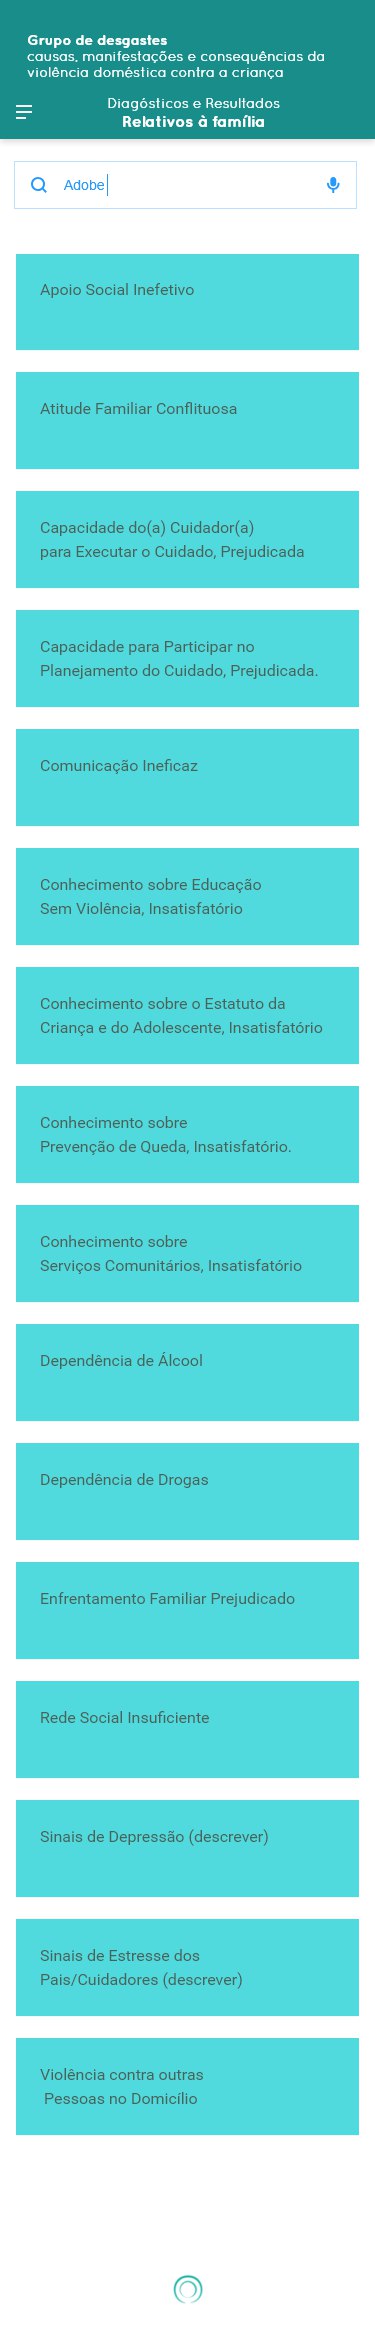 Grupo de desgastes
causas, manifestações e consequências da
violência doméstica contra a criança
Diagósticos e Resultados
Relativos à família
Adobe
Apoio Social Inefetivo
Atitude Familiar Conflituosa
Capacidade do(a) Cuidador(a)
para Executar o Cuidado, Prejudicada
Capacidade para Participar no
Planejamento do Cuidado, Prejudicada.
Comunicação Ineficaz
Conhecimento sobre Educação
Sem Violência, Insatisfatório
Conhecimento sobre o Estatuto da
Criança e do Adolescente, Insatisfatório
Conhecimento sobre
Prevenção de Queda, Insatisfatório.
Conhecimento sobre
Serviços Comunitários, Insatisfatório
Dependência de Álcool
Dependência de Drogas
Enfrentamento Familiar Prejudicado
Rede Social Insuficiente
Sinais de Depressão (descrever)
Sinais de Estresse dos
Pais/Cuidadores (descrever)
Violência contra outras
Pessoas no Domicílio